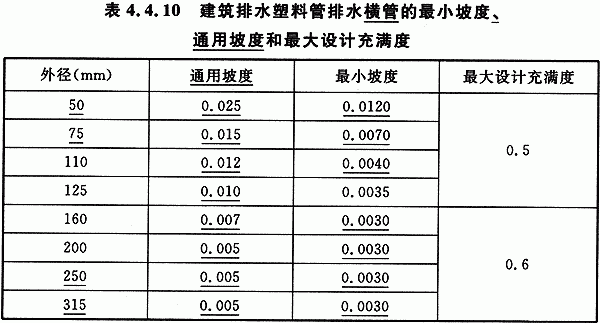 表 4.4.10 建筑排水塑料管排水横管的最小坡度、
通用坡度和最大设计充满度
外径(mm) 通用坡度 最小坡度 最大设计充满度
50 0.025 0.0120
75 0.015 0.0070
0.5
110 0.012 0.0040
125 0.010 0.0035
160 0.007 0.0030
200 0.005 0.0030
0.6
250 0.005 0.0030
315 0.005 0.0030